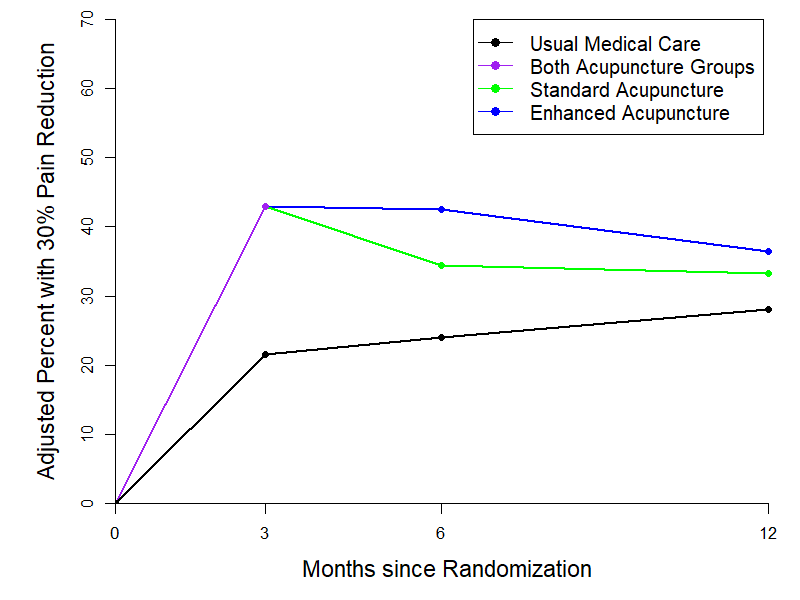 70
60
50
40
30
20
10
0
Adjusted Percent with 30% Pain Reduction
Usual Medical Care
Both Acupuncture Groups
Standard Acupuncture
Enhanced Acupuncture
0 3 6 12
Months since Randomization